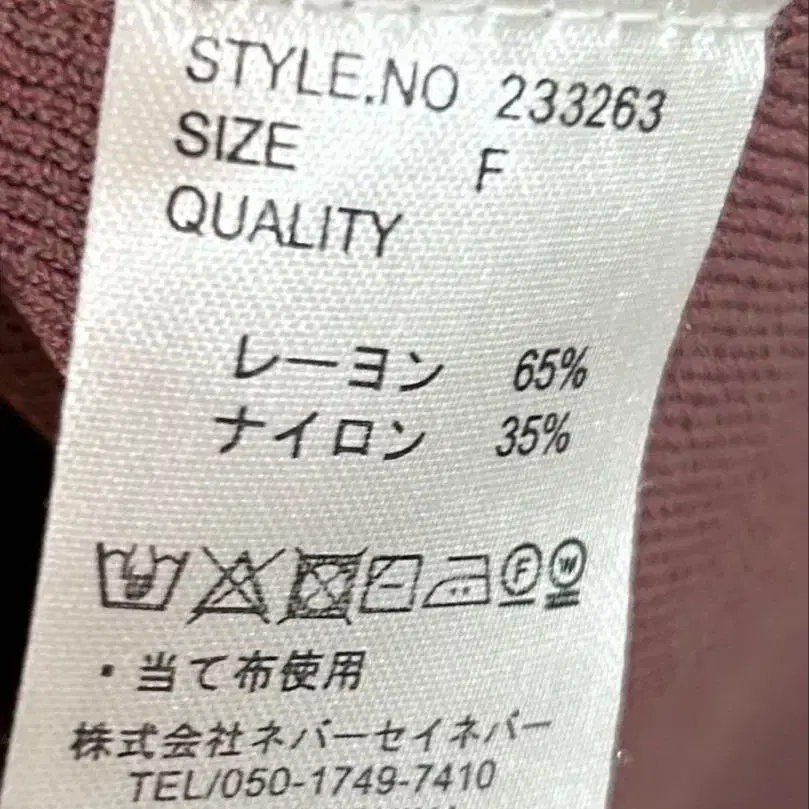 STYLE.NO 233263
SIZE F
QUALITY
レーヨン 65%
ナイロン 35%
F W
・当て布使用
株式会社ネバーセイネバー
TEL/050-1749-7410